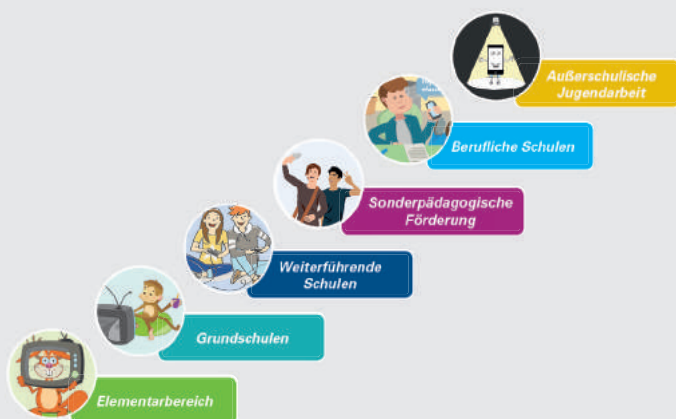 Außerschulische
Jugendarbeit
Berufliche Schulen
Sonderpädagogische
Förderung
Weiterführende
Schulen
Grundschulen
Elementarbereich